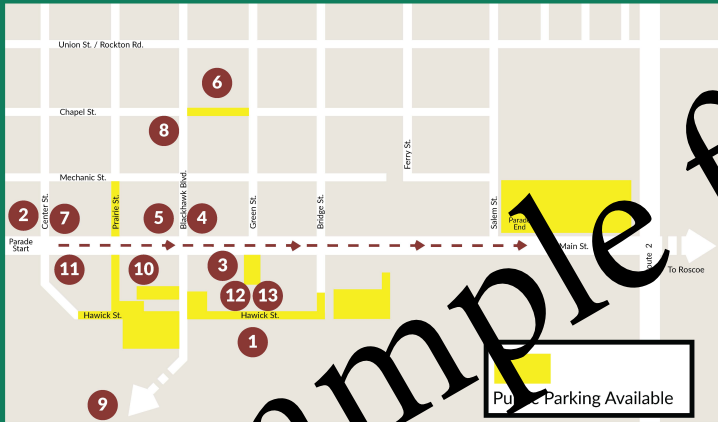 Union St. / Rockton Rd.
6
Chapel St.
8
Ferry St.
Mechanic St.
Center St.
Prairie St.
Blackhawk Blvd.
Green St.
Bridge St.
Salem St.
2
7
5
4
Parade
Start
Parade
End
Main St.
2
To Roscoe
11
10
3
12
13
Hawick St.
Hawick St.
1
9
Parking Available